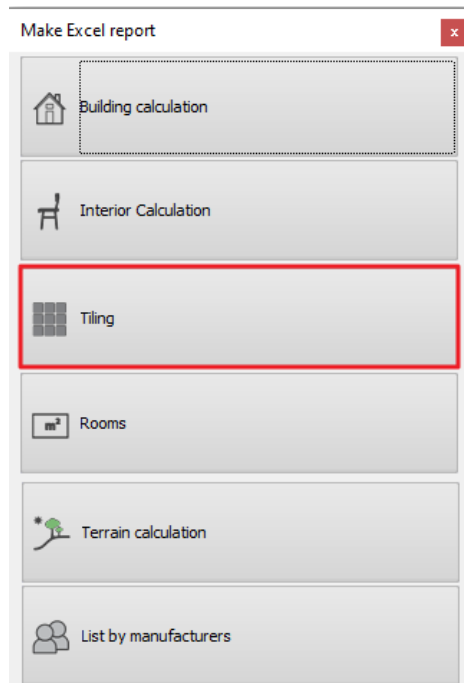 Make Excel report
x
Building calculation
Interior Calculation
Tiling
m²
Rooms
Terrain calculation
List by manufacturers